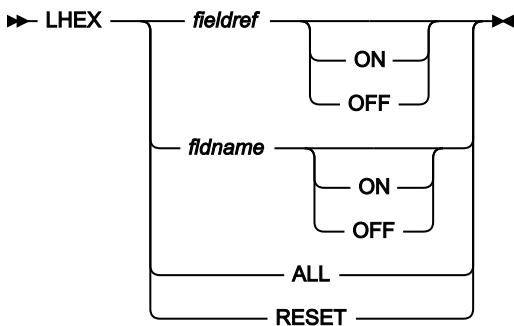 LHEX fieldref
ON
OFF
fldname
ON
OFF
ALL
RESET